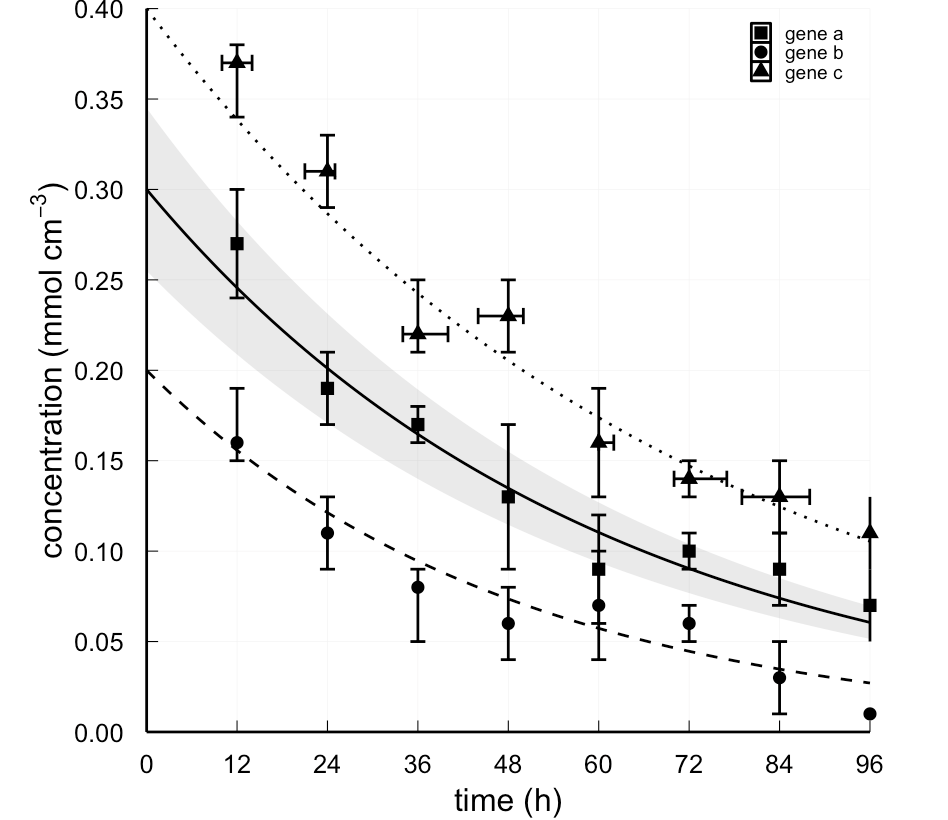 0.40
0.35
0.30
0.25
0.20
0.15
0.10
0.05
0.00
concentration (mmol cm⁻³)
gene a
gene b
gene c
0 12 24 36 48 60 72 84 96
time (h)